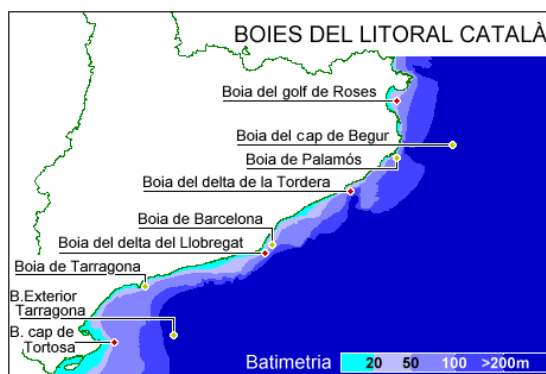 BOIES DEL LITORAL CATALÀ
Boia del golf de Roses
Boia del cap de Begur
Boia de Palamós
Boia del delta de la Tordera
Boia de Barcelona
Boia del delta del Llobregat
Boia de Tarragona
B.Exterior
Tarragona
B. cap de
Tortosa
Batimetria 20 50 100 >200m